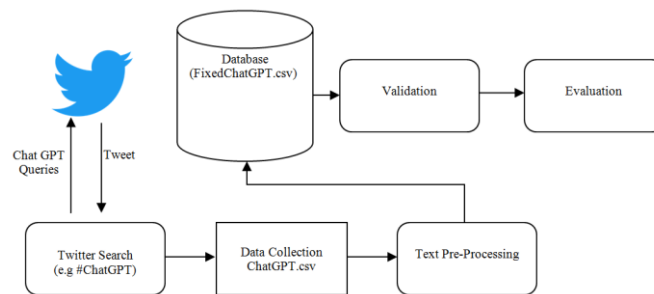 Database
(FixedChatGPT.csv)
Validation
Evaluation
Chat GPT
Queries
Tweet
Twitter Search
(e.g #ChatGPT)
Data Collection
ChatGPT.csv
Text Pre-Processing